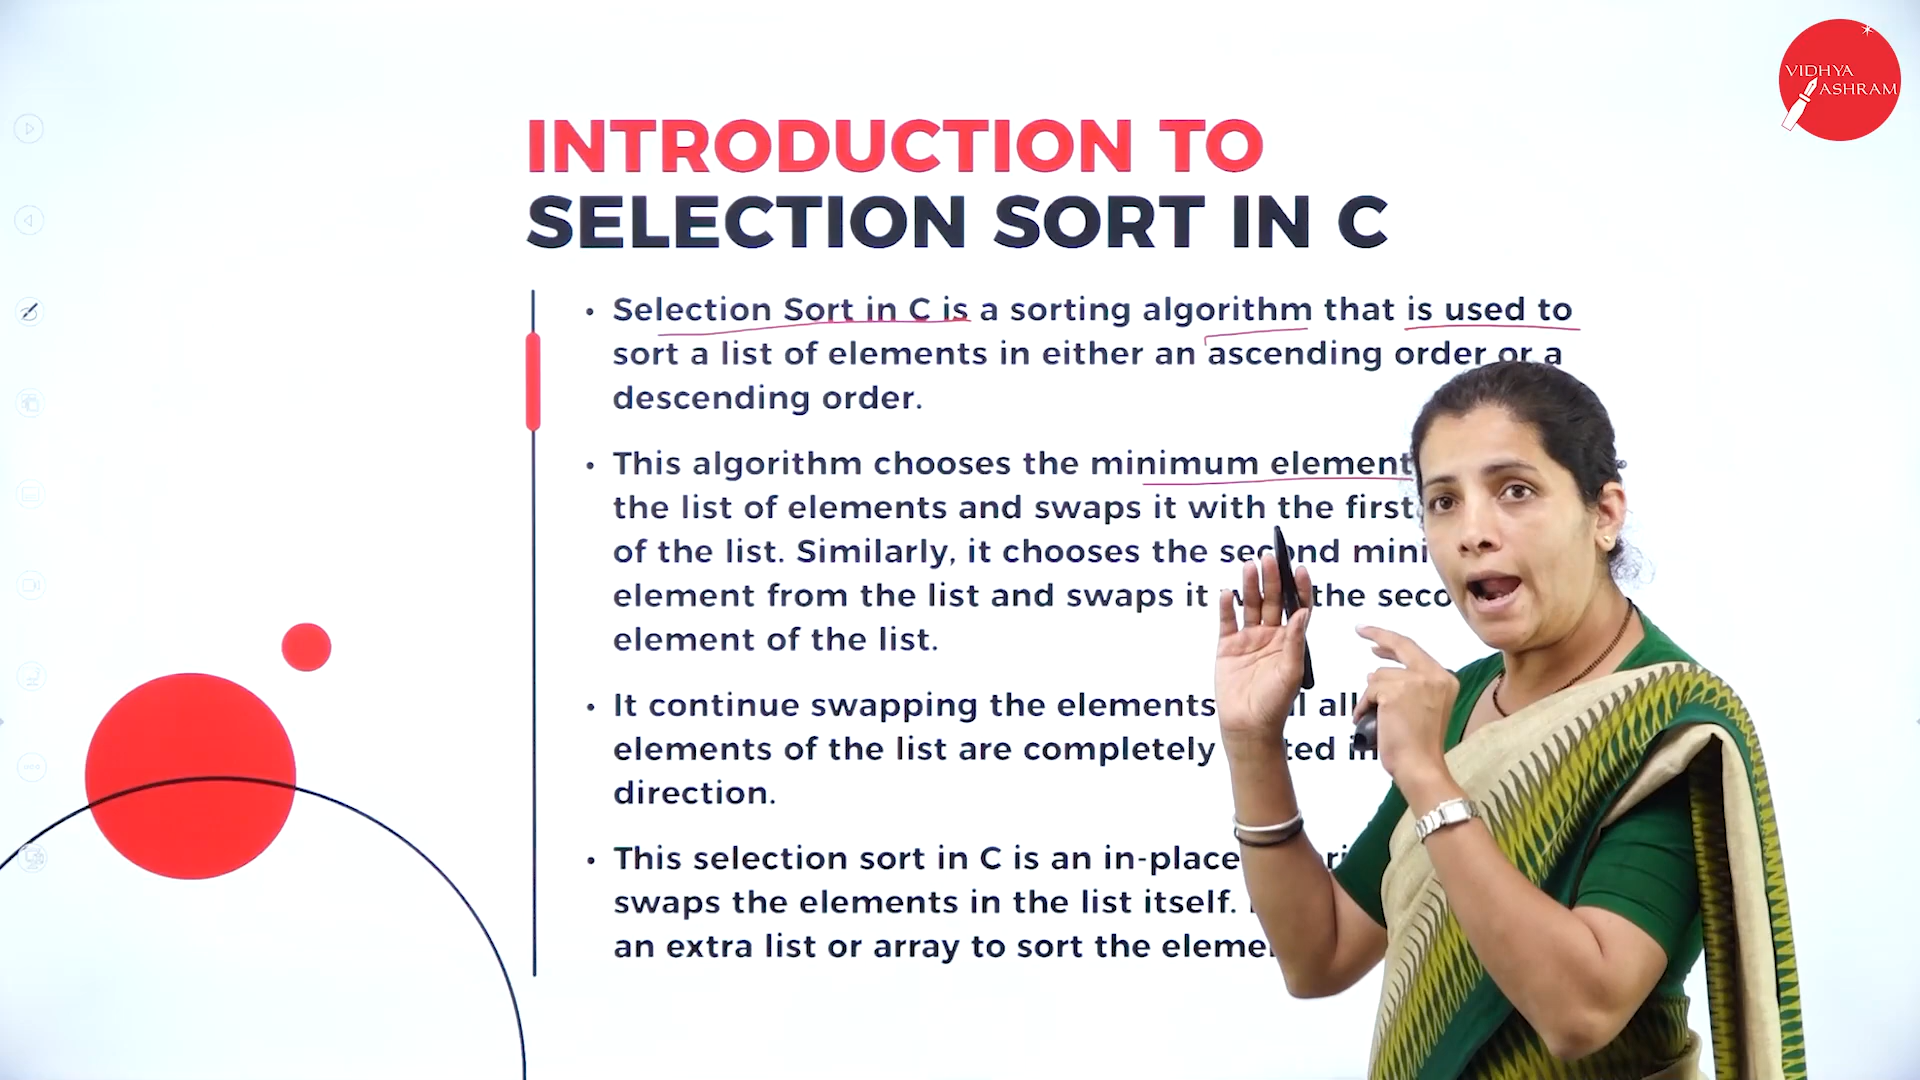 VIDHYA
ASHRAM
INTRODUCTION TO
SELECTION SORT IN C
• Selection Sort in C is a sorting algorithm that is used to
sort a list of elements in either an ascending order or a
descending order.
• This algorithm chooses the minimum element
the list of elements and swaps it with the first
of the list. Similarly, it chooses the second
element from the list and swaps it the
element of the list.
• It continue swapping the elements all
elements of the list are completely
direction.
• This selection sort in C is an in-place
swaps the elements in the list itself.
an extra list or array to sort the